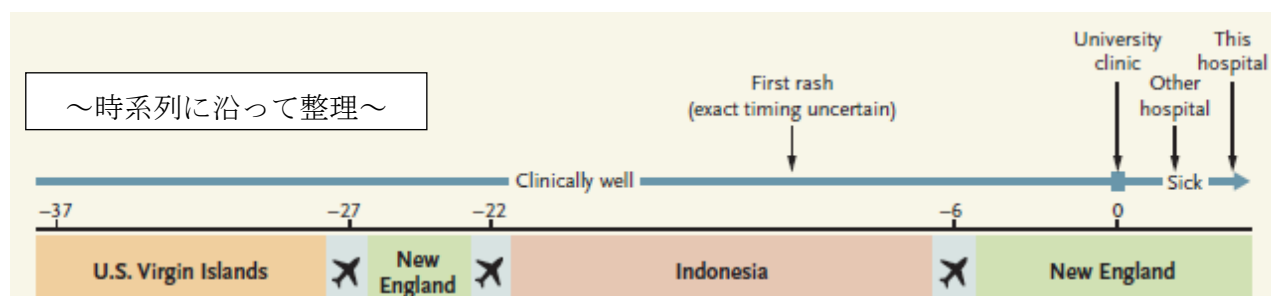 University
clinic
This
hospital
Other
hospital
First rash
(exact timing uncertain)
～時系列に沿って整理～
Clinically well
Sick
–37
–27
–22
–6
0
U.S. Virgin Islands
New
England
Indonesia
New England